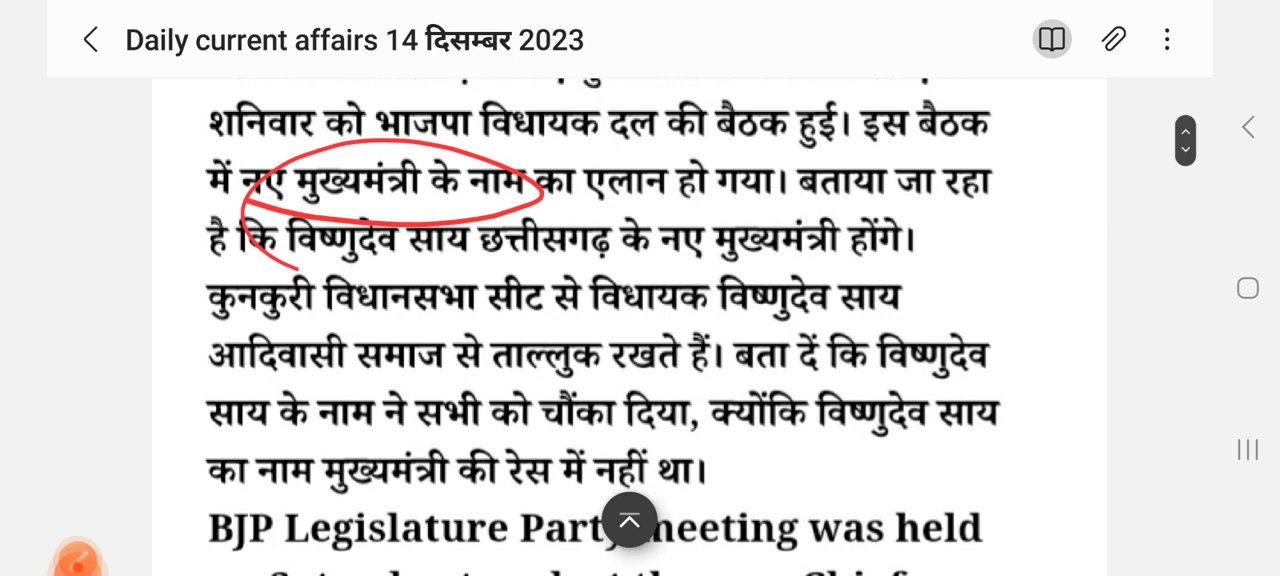 Daily current affairs 14 दिसम्बर 2023
शनिवार को भाजपा विधायक दल की बैठक हुई। इस बैठक
में नए मुख्यमंत्री के नाम का एलान हो गया। बताया जा रहा
है कि विष्णुदेव साय छत्तीसगढ़ के नए मुख्यमंत्री होंगे।
कुनकुरी विधानसभा सीट से विधायक विष्णुदेव साय
आदिवासी समाज से ताल्लुक रखते हैं। बता दें कि विष्णुदेव
साय के नाम ने सभी को चौंका दिया, क्योंकि विष्णुदेव साय
का नाम मुख्यमंत्री की रेस में नहीं था।
BJP Legislature Party meeting was held